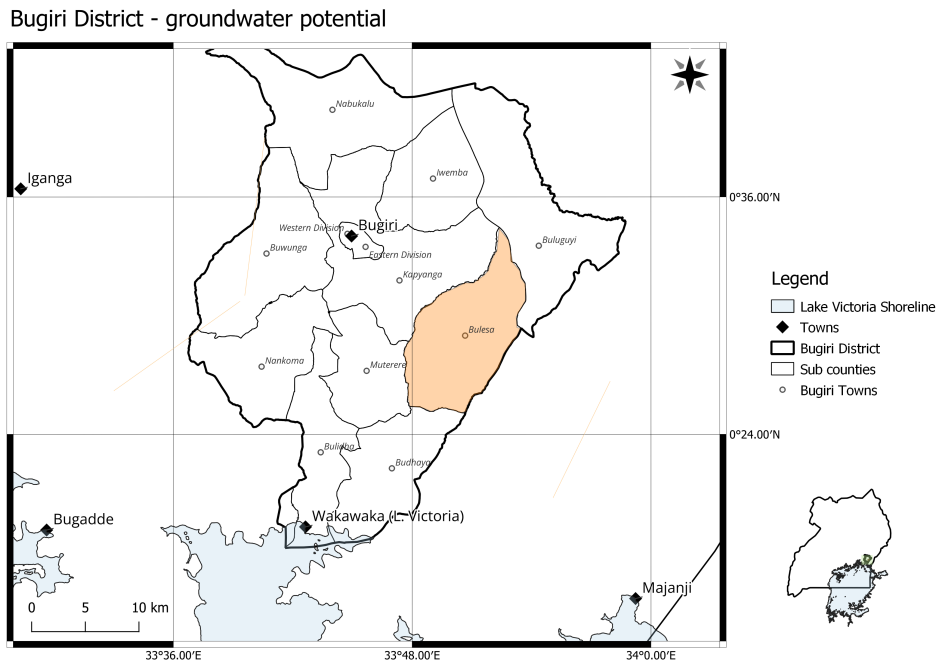 Bugiri District - groundwater potential
Nabukalu
Iwemba
Iganga
0°36.00′N
Western Division
Bugiri
Buwunga
Eastern Division
Buluguyi
Kapyanga
Legend
Lake Victoria Shoreline
Towns
Bugiri District
Sub counties
Bugiri Towns
Bulesa
Nankoma
Muterere
0°24.00′N
Bulidha
Budhaya
Wakawaka (L. Victoria)
Bugadde
Majanji
0 5 10 km
33°36.00′E 33°48.00′E 34°0.00′E